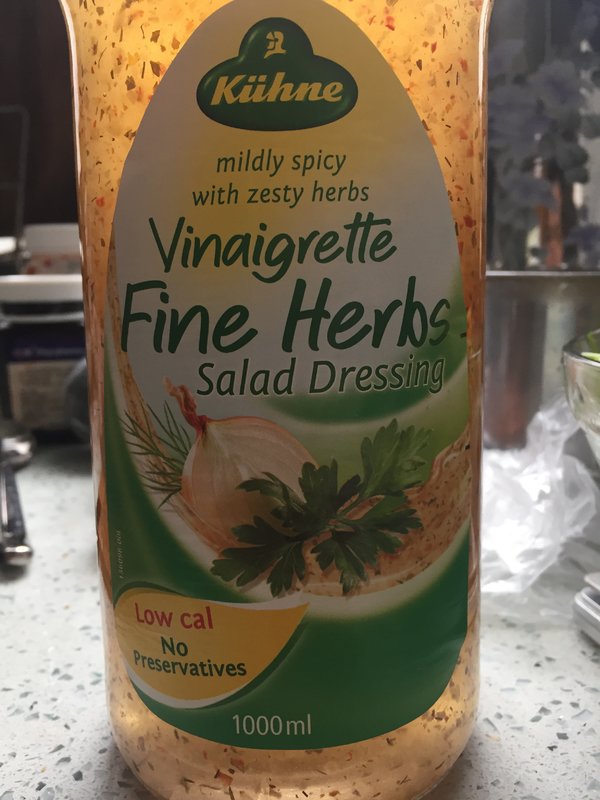 Kühne
mildly spicy
with zesty herbs
Vinaigrette
Fine Herbs
Salad Dressing
Low cal
No
Preservatives
1000ml